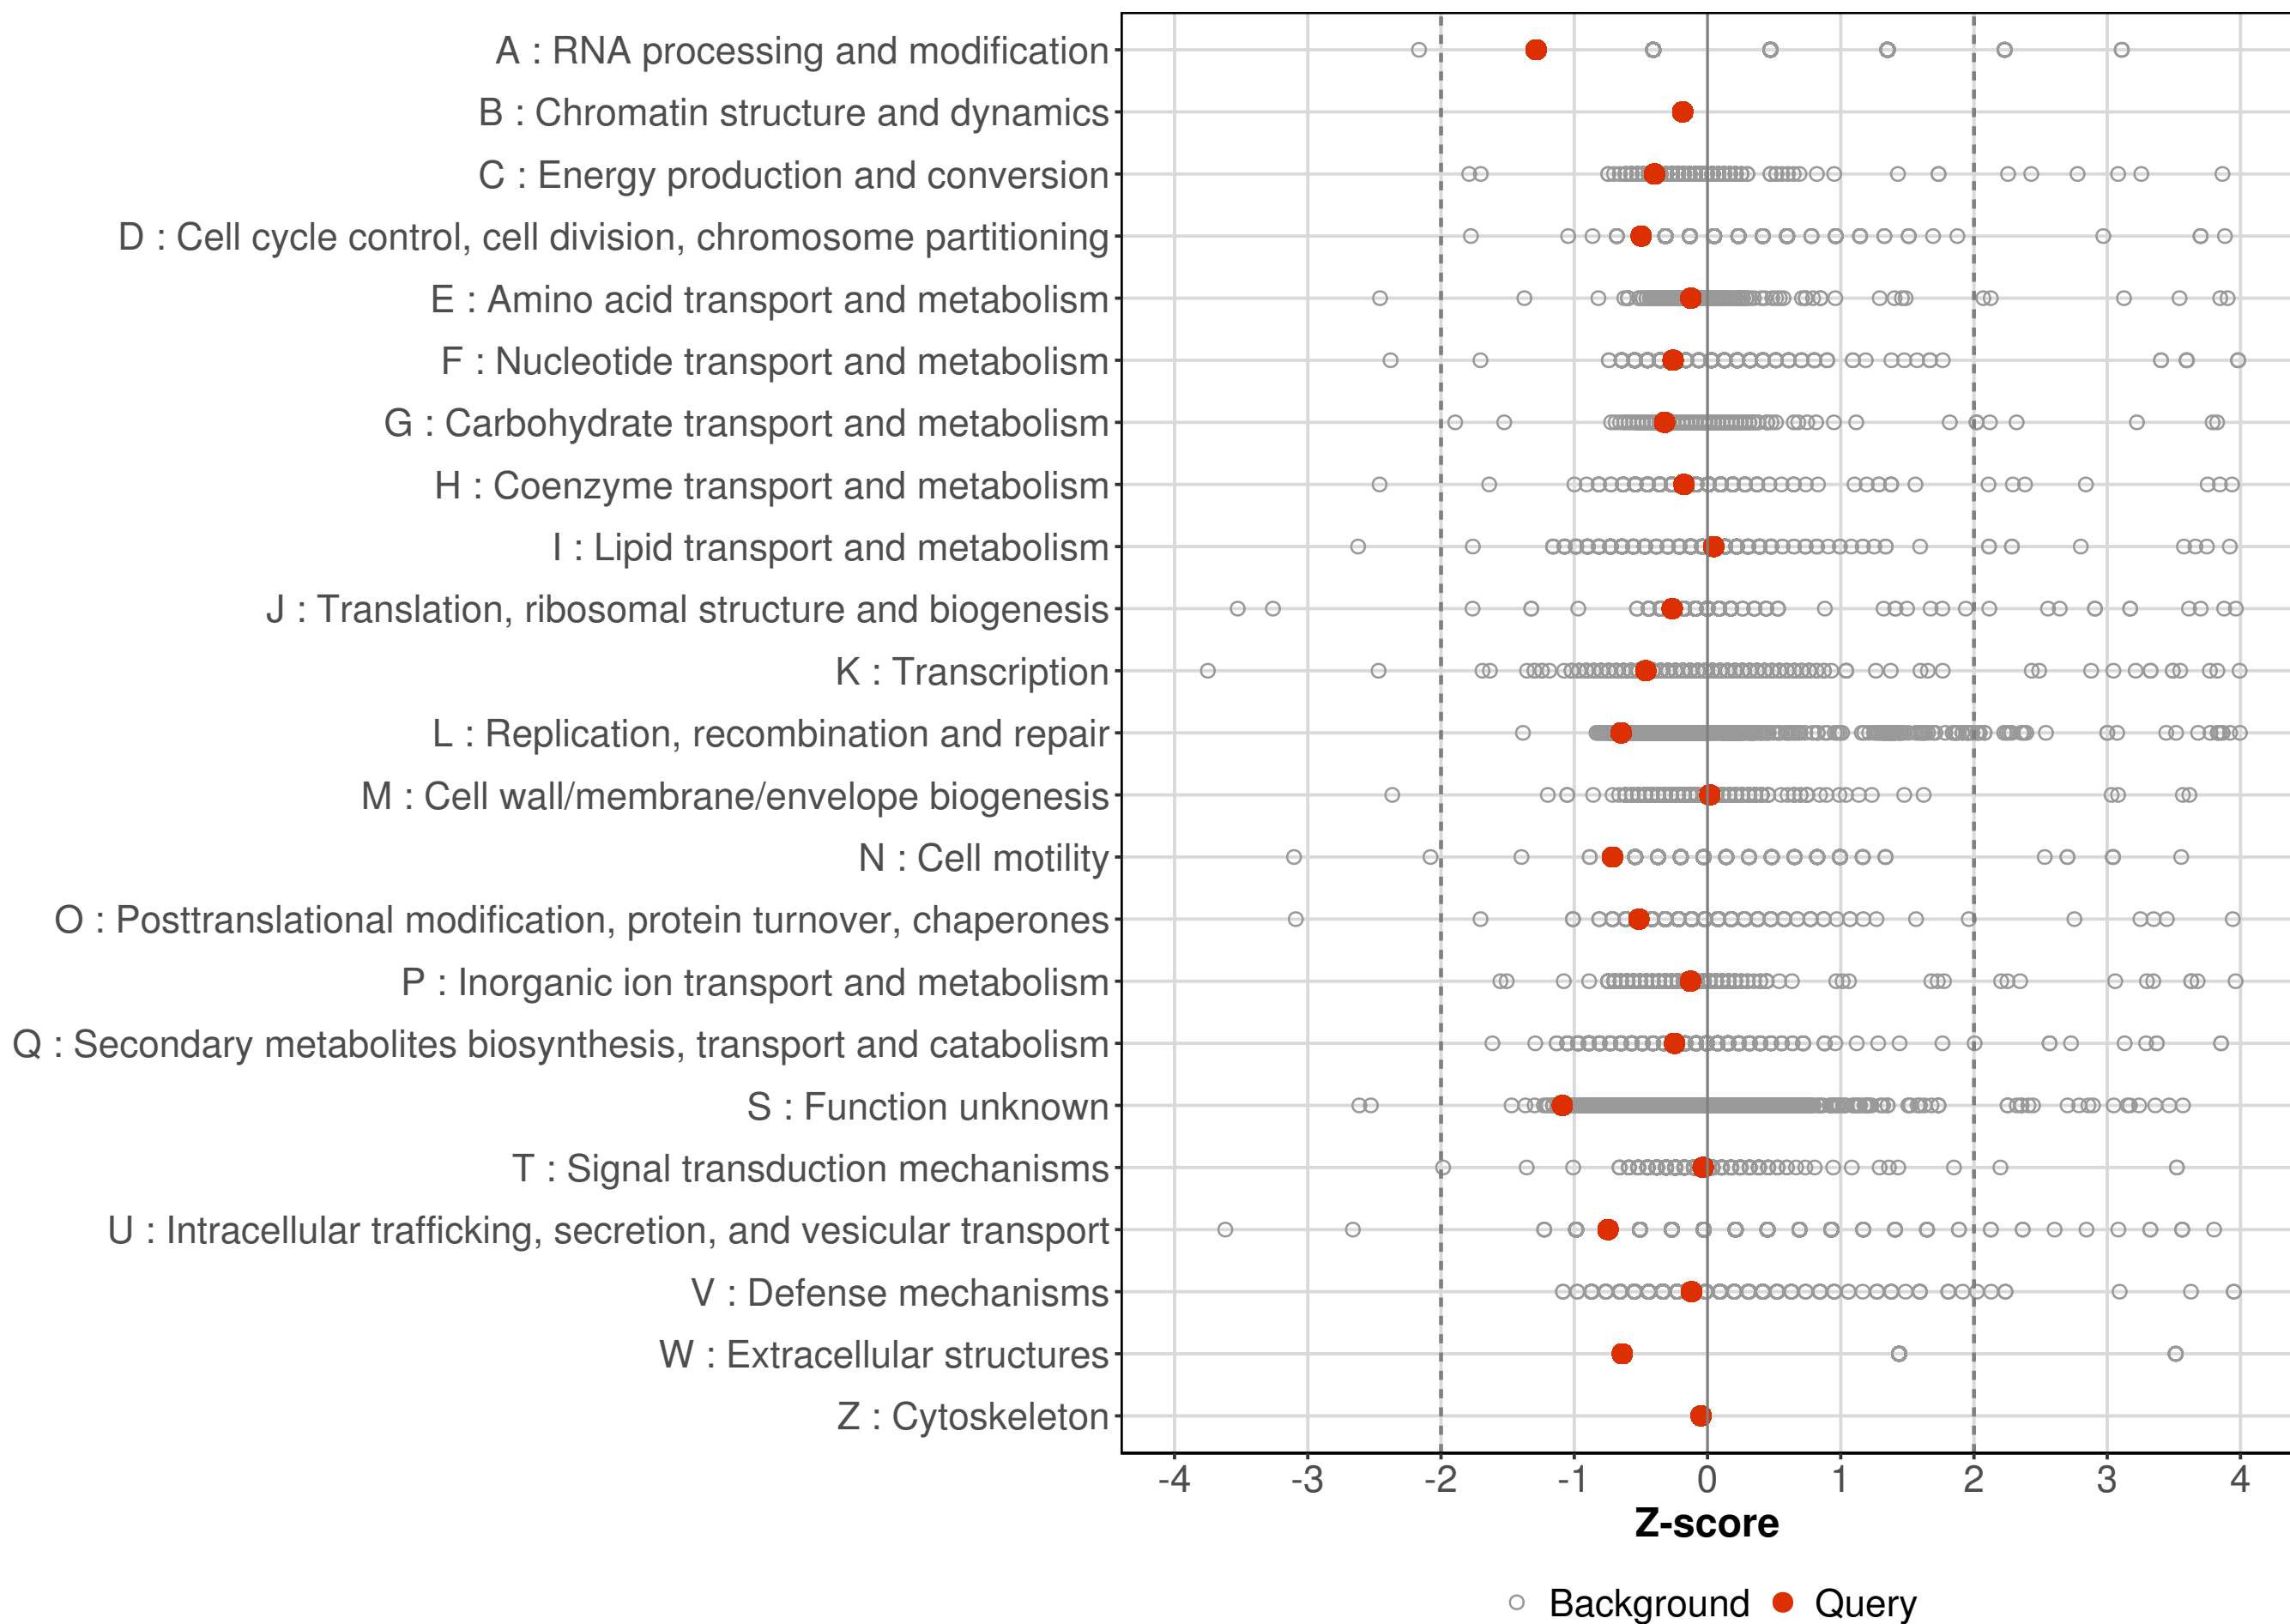 A : RNA processing and modification
B : Chromatin structure and dynamics
C : Energy production and conversion
D : Cell cycle control, cell division, chromosome partitioning
E : Amino acid transport and metabolism
F : Nucleotide transport and metabolism
G : Carbohydrate transport and metabolism
H : Coenzyme transport and metabolism
I : Lipid transport and metabolism
J : Translation, ribosomal structure and biogenesis
K : Transcription
L : Replication, recombination and repair
M : Cell wall/membrane/envelope biogenesis
N : Cell motility
O : Posttranslational modification, protein turnover, chaperones
P : Inorganic ion transport and metabolism
Q : Secondary metabolites biosynthesis, transport and catabolism
S : Function unknown
T : Signal transduction mechanisms
U : Intracellular trafficking, secretion, and vesicular transport
V : Defense mechanisms
W : Extracellular structures
Z : Cytoskeleton
-4 -3 -2 -1 0 1 2 3 4
Z-score
Background Query